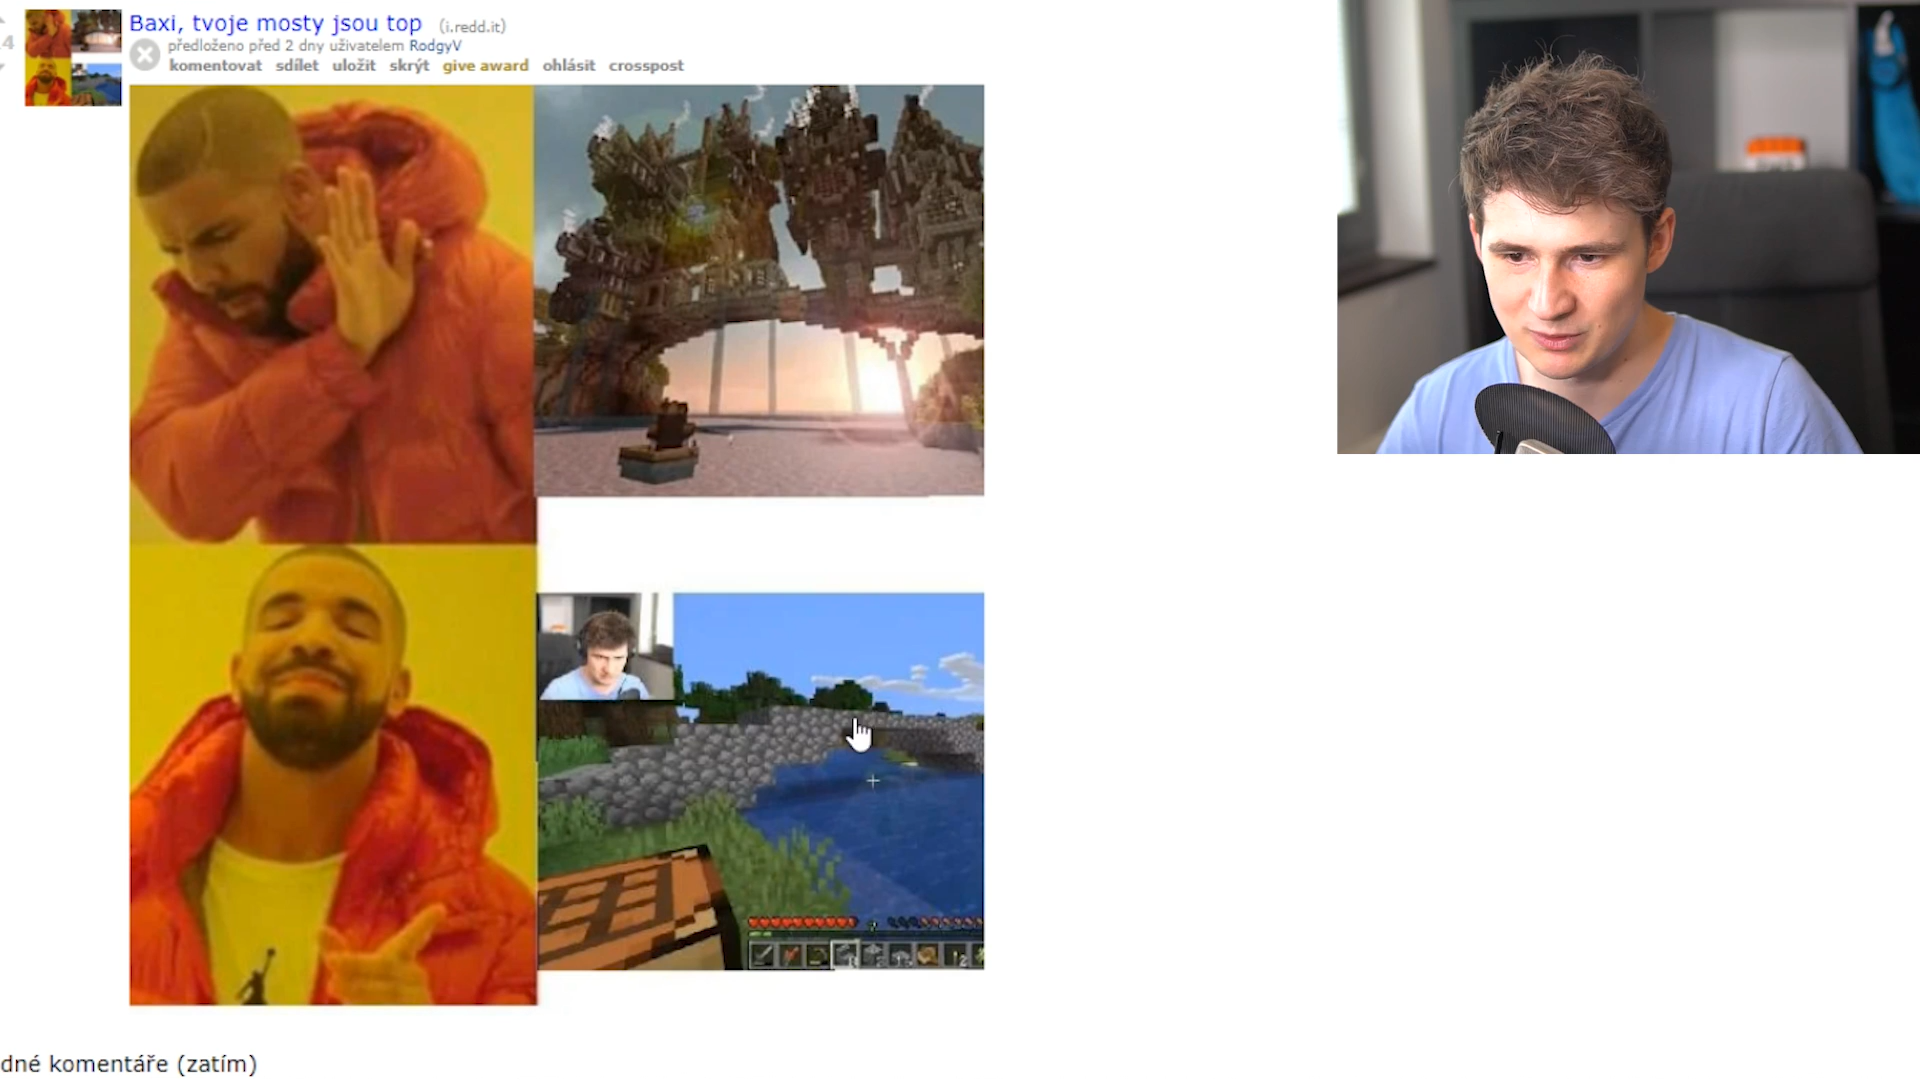 Baxi, tvoje mosty jsou top (i.redd.it)
4
předloženo před 2 dny uživatelem RodgyV
komentovat sdílet uložit skrýt give award ohlásit crosspost
dné komentáře (zatím)